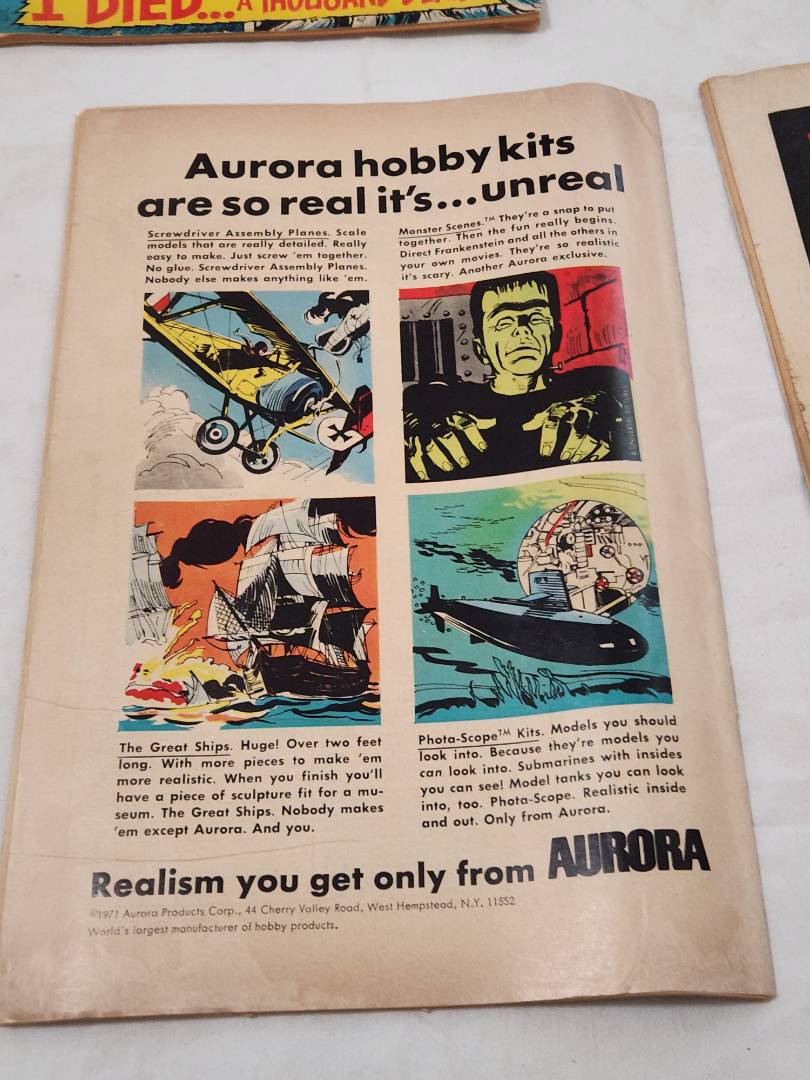 I DIED... A THOUSAND
Aurora hobby kits
are so real it's...unreal
Screwdriver Assembly Planes. Scale
models that are really detailed. Really
easy to make. Just screw 'em together.
No glue. Screwdriver Assembly Planes.
Nobody else makes anything like 'em.
Monster Scenes.™ They're a snap to put
together. Then the fun really begins.
Direct Frankenstein and all the others in
your own movies. They're so realistic
it's scary. Another Aurora exclusive.
The Great Ships. Huge! Over two feet
long. With more pieces to make 'em
more realistic. When you finish you'll
have a piece of sculpture fit for a mu-
seum. The Great Ships. Nobody makes
'em except Aurora. And you.
Phota-Scope™ Kits. Models you should
look into. Because they're models you
can look into. Submarines with insides
you can see! Model tanks you can look
into, too. Phota-Scope. Realistic inside
and out. Only from Aurora.
Realism you get only from AURORA
©1971 Aurora Products Corp., 44 Cherry Valley Road, West Hempstead, N.Y. 11552
World's largest manufacturer of hobby products.